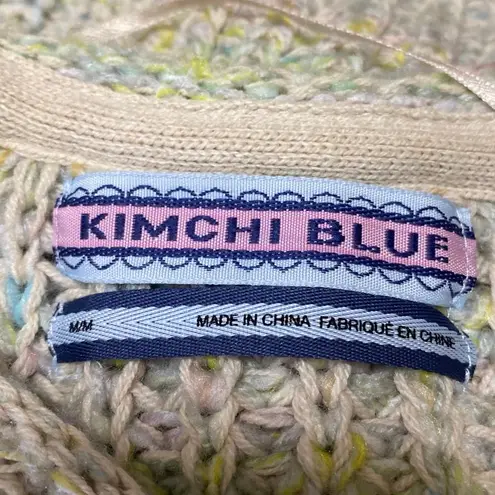 KIMCHI BLUE
M/M MADE IN CHINA FABRIQUÉ EN CHINE